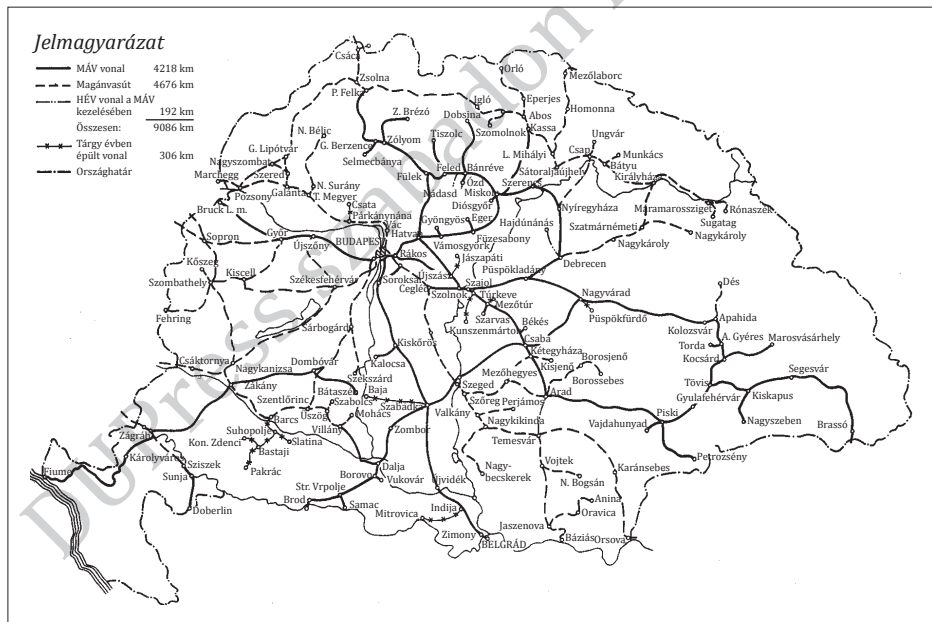 Jelmagyarázat
MÁV vonal 4218 km
Magánvasút 4676 km
HÉV vonal a MÁV
kezelésében 192 km
Összesen: 9086 km
Tárgy évben
épült vonal 306 km
Országhatár
Csáca
Zsolna
P. Felka
Orló
Mezőlaborc
Igló
Eperjes
Homonna
Z. Brézó
Dobsina
Abos
N. Bélic
Tiszolc
Szomolnok
Kassa
Ungvár
G. Berzence
Zólyom
G. Lipótvár
Selmecbánya
L. Mihályi
Csap
Munkács
Nagyszombat
Feled
Bánréve
Bátyu
Marchegg
Szered
Fülek
Sátoraljaújhely
Királyháza
Ózd
Szerencs
Pozsony
Galánta
N. Surány
Nádasd
Miskolc
T. Megyer
Diósgyőr
Nyíregyháza
Máramarossziget
Rónaszék
Bruck L. m.
Csata
Gyöngyös
Eger
Hajdúnánás
Sugatag
Párkánynána
Vác
Szatmárnémeti
Sopron
Győr
Hatvan
Füzesabony
Nagykároly
Nagykároly
Újszőny
BUDAPEST
Vámosgyörk
Kőszeg
Rákos
Jászapáti
Debrecen
Kiscell
Székesfehérvár
Soroksár
Újszász
Püspökladány
Szombathely
Cegléd
Szajol
Dés
Szolnok
Túrkeve
Nagyvárad
Mezőtúr
Fehring
Szarvas
Püspökfürdő
Apahida
Sárbogárd
Kunszenmárton
Békés
Kolozsvár
Kiskőrös
Csaba
Torda
A. Gyéres
Marosvásárhely
Csáktornya
Kétegyháza
Borosjenő
Kocsárd
Nagykanizsa
Dombóvár
Kalocsa
Kisjenő
Zákány
Szekszárd
Szeged
Mezőhegyes
Borossebes
Tövis
Segesvár
Bátaszék
Baja
Szentlőrinc
Szabolcs
Szabadka
Szőreg
Perjámos
Arad
Gyulafehérvár
Kiskapus
Barcs
Üszög
Mohács
Valkány
Piski
Suhopolje
Nagykikinda
Vajdahunyad
Nagyszeben
Zágráb
Kon. Zdenci
Slatina
Villány
Zombor
Temesvár
Brassó
Bastaji
Károlyváros
Sziszek
Pakrác
Dalja
Petrozsény
Fiume
Borovo
Nagy-
becskerek
Vojtek
Karánsebes
Sunja
Vukovár
Újvidék
Str. Vrpolje
N. Bogsán
Doberlin
Brod
Samac
Indija
Anina
Mitrovica
Oravica
Zimony
Jaszenova
BELGRÁD
Báziás
Orsova
DUPress szabadon